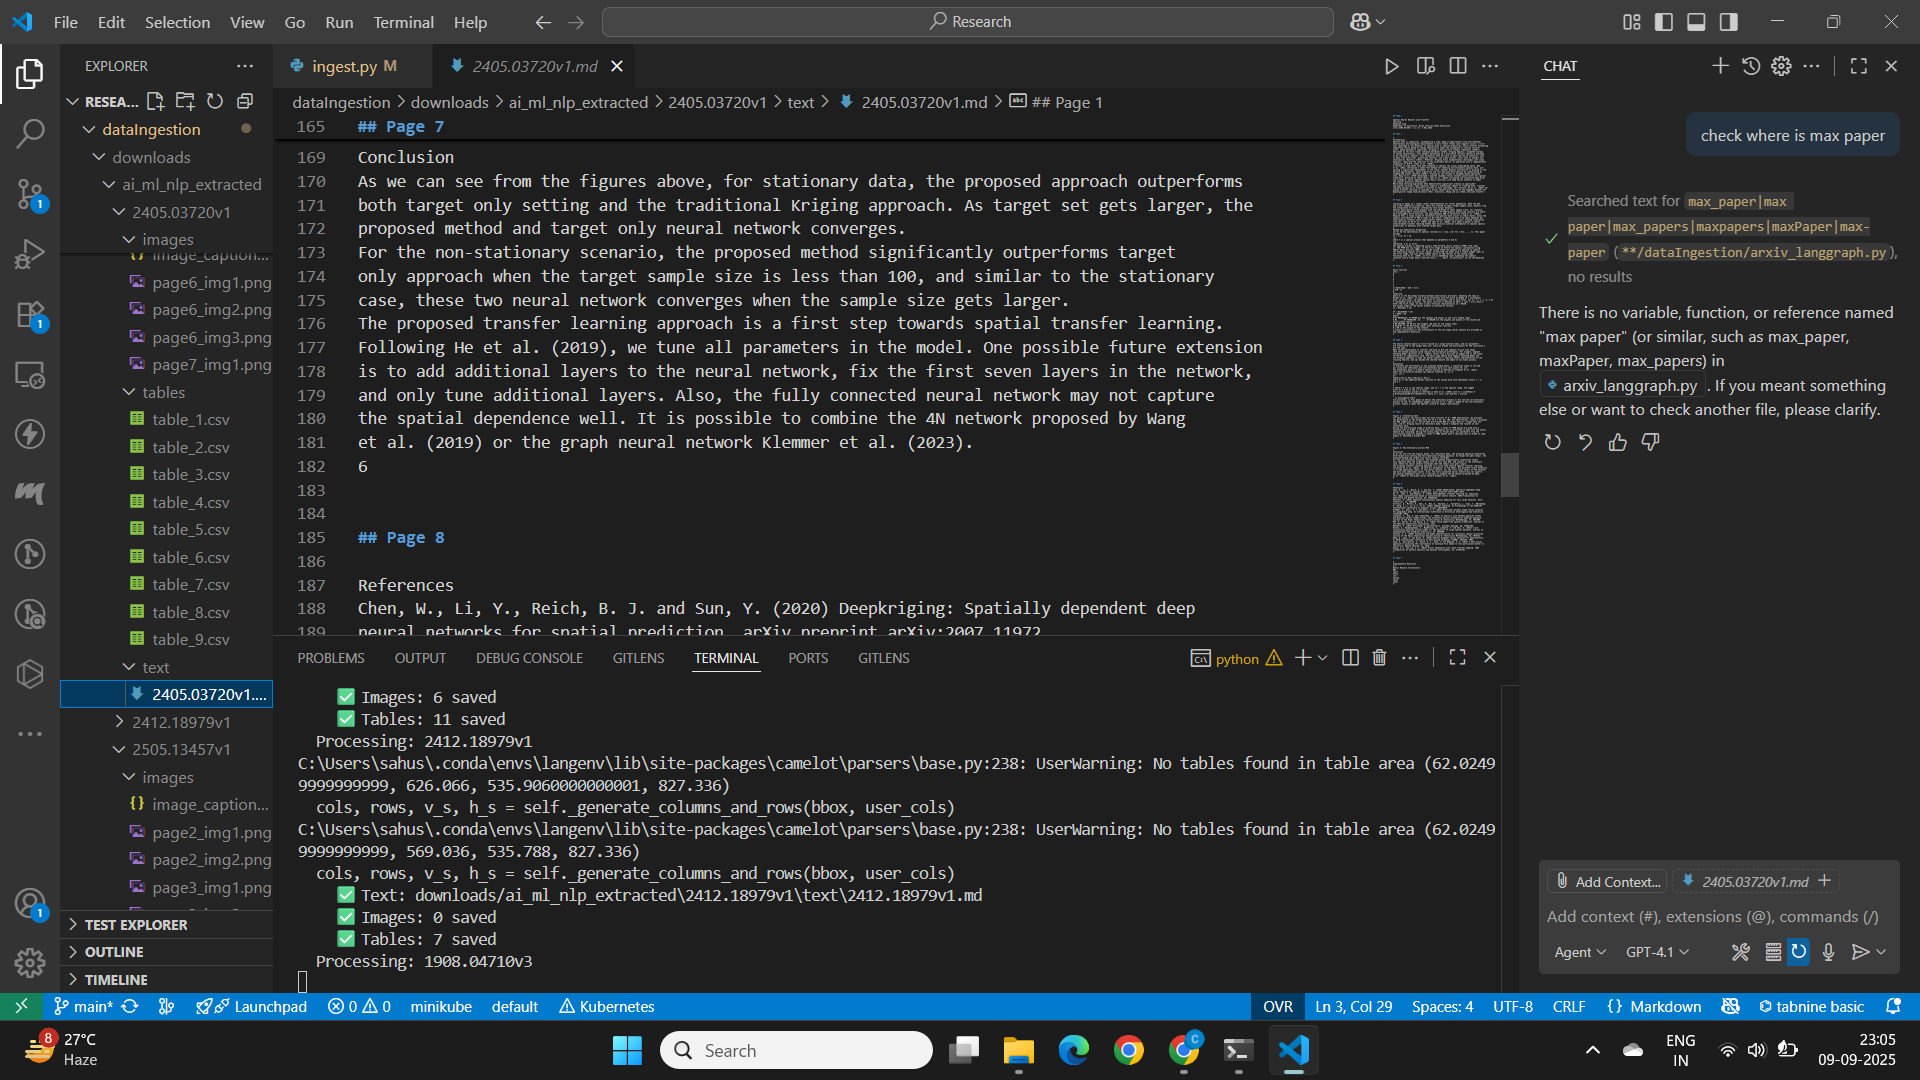 File Edit Selection View Go Run Terminal Help
Research
EXPLORER
RESEA...
dataIngestion
downloads
ai_ml_nlp_extracted
2405.03720v1
images
image_caption...
page6_img1.png
page6_img2.png
page6_img3.png
page7_img1.png
tables
table_1.csv
table_2.csv
table_3.csv
table_4.csv
table_5.csv
table_6.csv
table_7.csv
table_8.csv
table_9.csv
text
2405.03720v1....
2412.18979v1
2505.13457v1
images
image_caption...
page2_img1.png
page2_img2.png
page3_img1.png
TEST EXPLORER
OUTLINE
TIMELINE
ingest.py M
2405.03720v1.md
dataIngestion > downloads > ai_ml_nlp_extracted > 2405.03720v1 > text > 2405.03720v1.md > ## Page 1
165 ## Page 7
169 Conclusion
170 As we can see from the figures above, for stationary data, the proposed approach outperforms
171 both target only setting and the traditional Kriging approach. As target set gets larger, the
172 proposed method and target only neural network converges.
173 For the non-stationary scenario, the proposed method significantly outperforms target
174 only approach when the target sample size is less than 100, and similar to the stationary
175 case, these two neural network converges when the sample size gets larger.
176 The proposed transfer learning approach is a first step towards spatial transfer learning.
177 Following He et al. (2019), we tune all parameters in the model. One possible future extension
178 is to add additional layers to the neural network, fix the first seven layers in the network,
179 and only tune additional layers. Also, the fully connected neural network may not capture
180 the spatial dependence well. It is possible to combine the 4N network proposed by Wang
181 et al. (2019) or the graph neural network Klemmer et al. (2023).
182 6
183
184
185 ## Page 8
186
187 References
188 Chen, W., Li, Y., Reich, B. J. and Sun, Y. (2020) Deepkriging: Spatially dependent deep
189 neural networks for spatial prediction. arXiv preprint arXiv:2007.11972
PROBLEMS OUTPUT DEBUG CONSOLE GITLENS TERMINAL PORTS GITLENS
python
✅ Images: 6 saved
✅ Tables: 11 saved
Processing: 2412.18979v1
C:\Users\sahus\.conda\envs\langenv\lib\site-packages\camelot\parsers\base.py:238: UserWarning: No tables found in table area (62.0249
9999999999, 626.066, 535.9060000000001, 827.336)
cols, rows, v_s, h_s = self._generate_columns_and_rows(bbox, user_cols)
C:\Users\sahus\.conda\envs\langenv\lib\site-packages\camelot\parsers\base.py:238: UserWarning: No tables found in table area (62.0249
9999999999, 569.036, 535.788, 827.336)
cols, rows, v_s, h_s = self._generate_columns_and_rows(bbox, user_cols)
✅ Text: downloads/ai_ml_nlp_extracted\2412.18979v1\text\2412.18979v1.md
✅ Images: 0 saved
✅ Tables: 7 saved
Processing: 1908.04710v3
CHAT
check where is max paper
Searched text for max_paper|max
paper|max_papers|maxpapers|maxPaper|max-
paper (**/dataIngestion/arxiv_langgraph.py),
no results
There is no variable, function, or reference named
"max paper" (or similar, such as max_paper,
maxPaper, max_papers) in
arxiv_langgraph.py . If you meant something
else or want to check another file, please clarify.
Add Context...
2405.03720v1.md
Add context (#), extensions (@), commands (/)
Agent
GPT-4.1
1
1
1
main*
Launchpad
0
0
minikube
default
Kubernetes
OVR
Ln 3, Col 29
Spaces: 4
UTF-8
CRLF
{ } Markdown
tabnine basic
8
27°C
Haze
Search
C
ENG
IN
23:05
09-09-2025